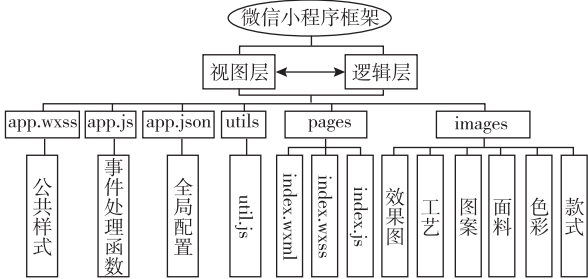 微信小程序框架
视图层
逻辑层
app.wxss
app.js
app.json
utils
pages
images
公共样式
事件处理函数
全局配置
util.js
index.wxml
index.wxss
index.js
效果图
工艺
图案
面料
色彩
款式